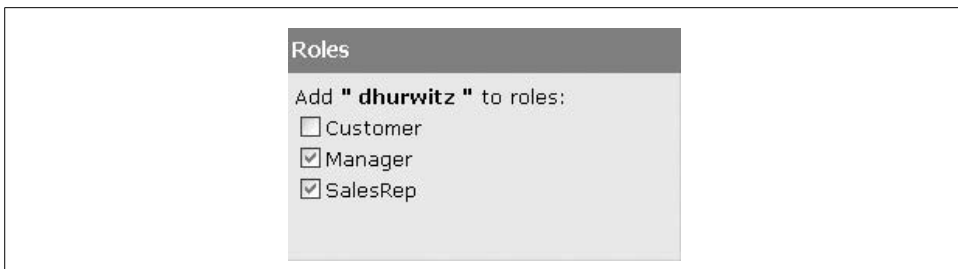 Roles
Add " dhurwitz " to roles:
Customer
Manager
SalesRep